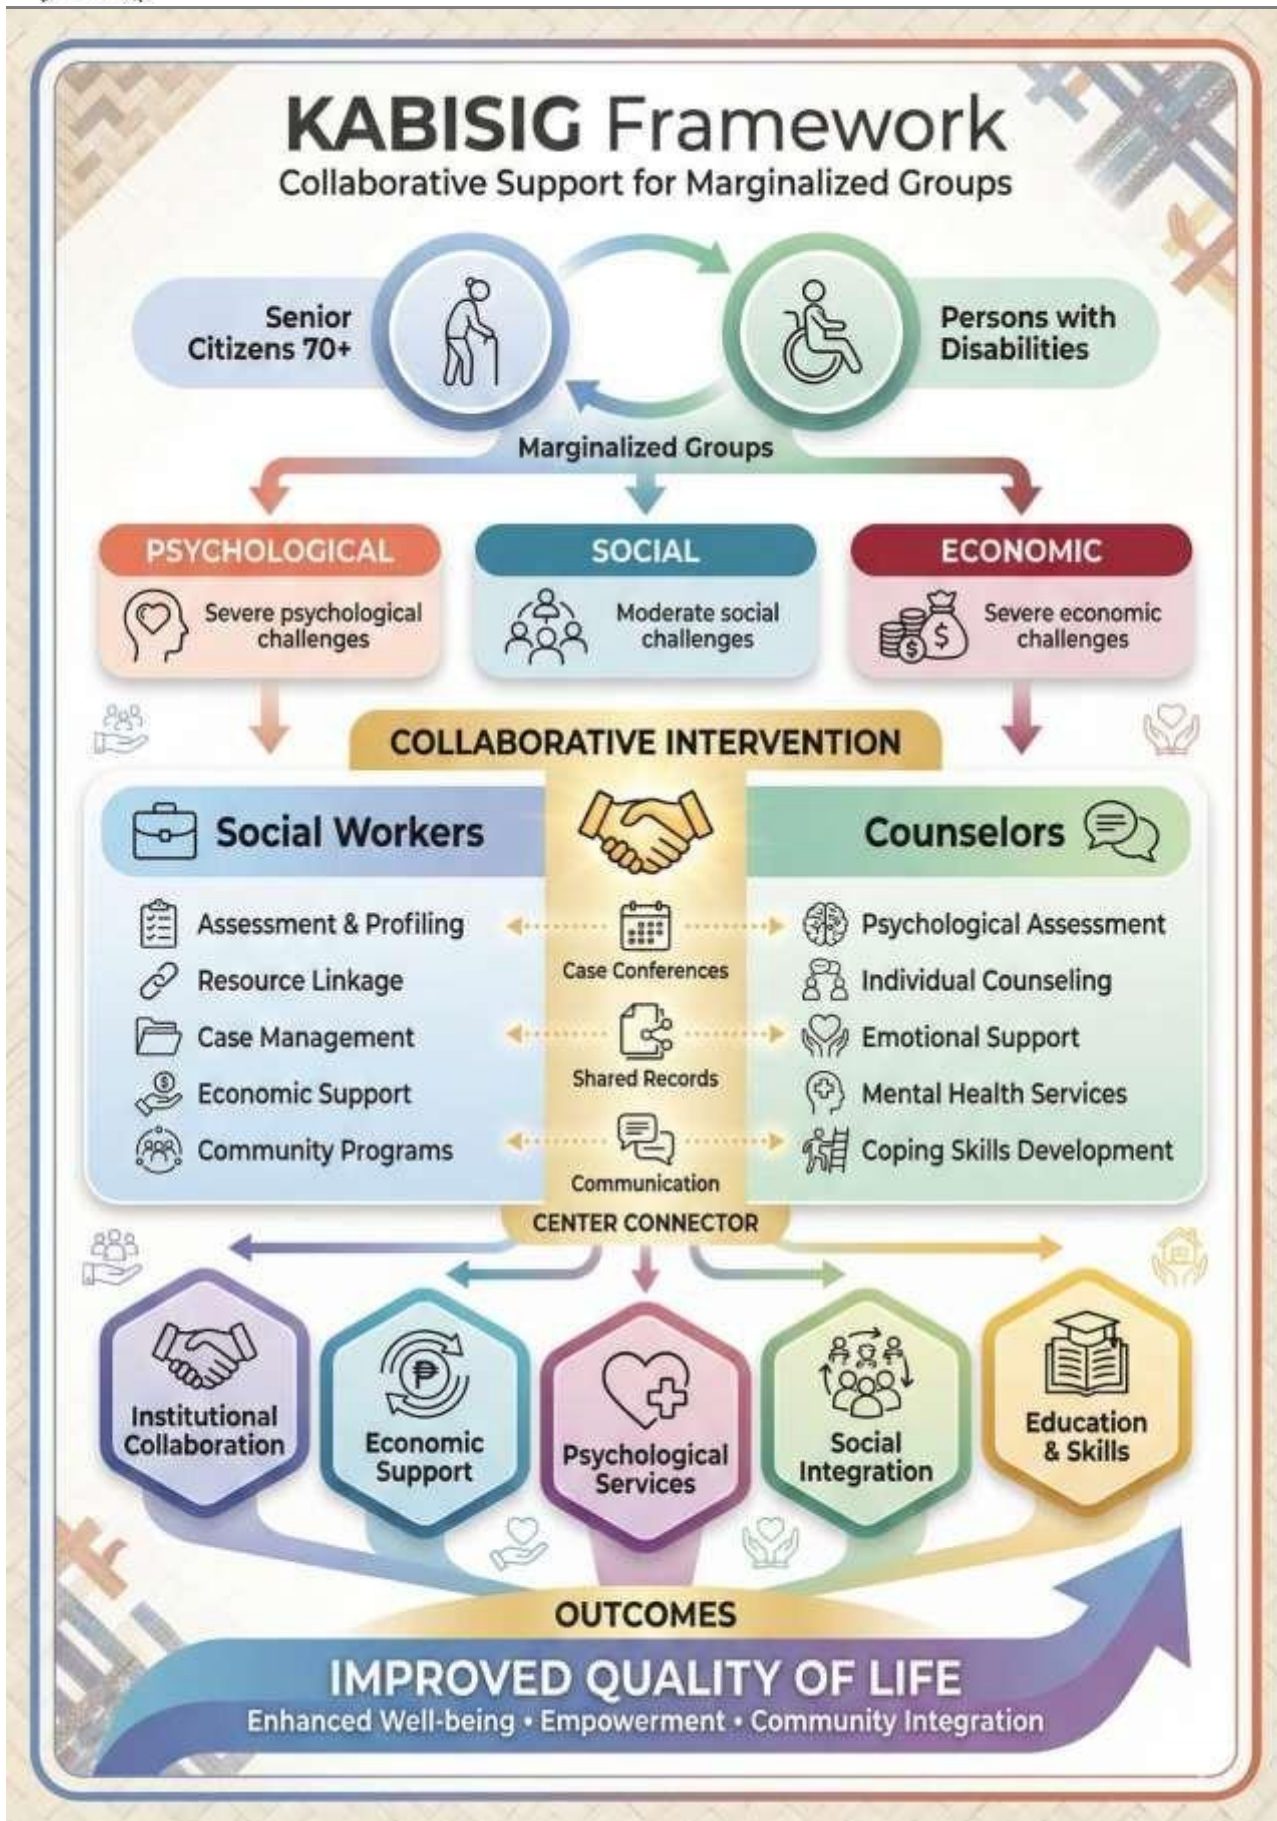 KABISIG Framework
Collaborative Support for Marginalized Groups
Senior
Citizens 70+
Persons with
Disabilities
Marginalized Groups
PSYCHOLOGICAL
Severe psychological
challenges
SOCIAL
Moderate social
challenges
ECONOMIC
Severe economic
challenges
COLLABORATIVE INTERVENTION
Social Workers
Assessment & Profiling
Resource Linkage
Case Management
Economic Support
Community Programs
Case Conferences
Shared Records
Communication
CENTER CONNECTOR
Counselors
Psychological Assessment
Individual Counseling
Emotional Support
Mental Health Services
Coping Skills Development
Institutional
Collaboration
Economic
Support
Psychological
Services
Social
Integration
Education
& Skills
OUTCOMES
IMPROVED QUALITY OF LIFE
Enhanced Well-being • Empowerment • Community Integration